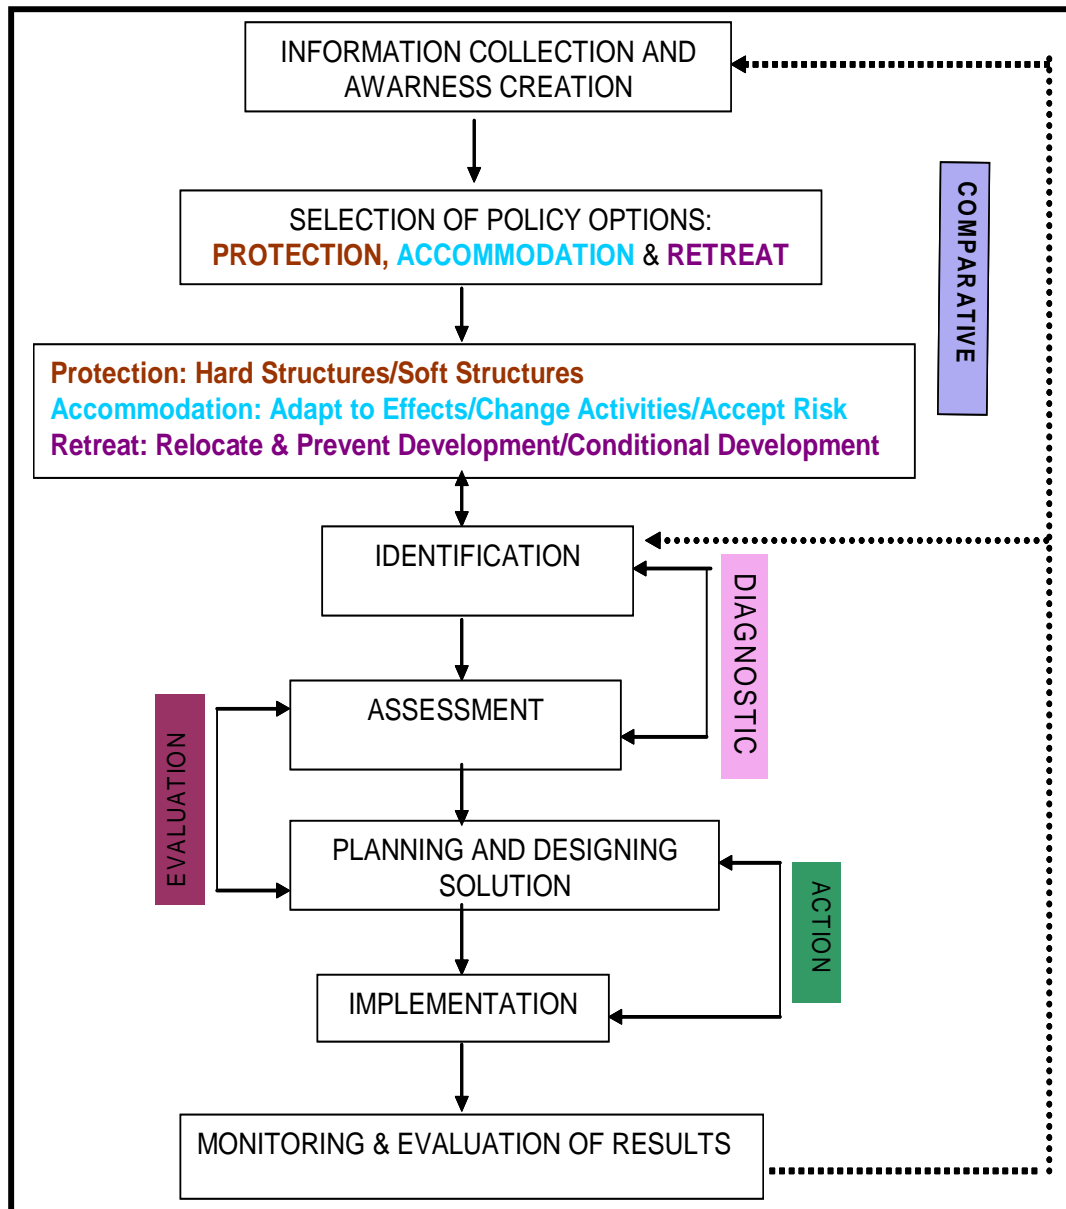 INFORMATION COLLECTION AND
AWARNESS CREATION
COMPARATIVE
SELECTION OF POLICY OPTIONS:
PROTECTION, ACCOMMODATION & RETREAT
Protection: Hard Structures/Soft Structures
Accommodation: Adapt to Effects/Change Activities/Accept Risk
Retreat: Relocate & Prevent Development/Conditional Development
IDENTIFICATION
DIAGNOSTIC
ASSESSMENT
EVALUATION
PLANNING AND DESIGNING
SOLUTION
ACTION
IMPLEMENTATION
MONITORING & EVALUATION OF RESULTS